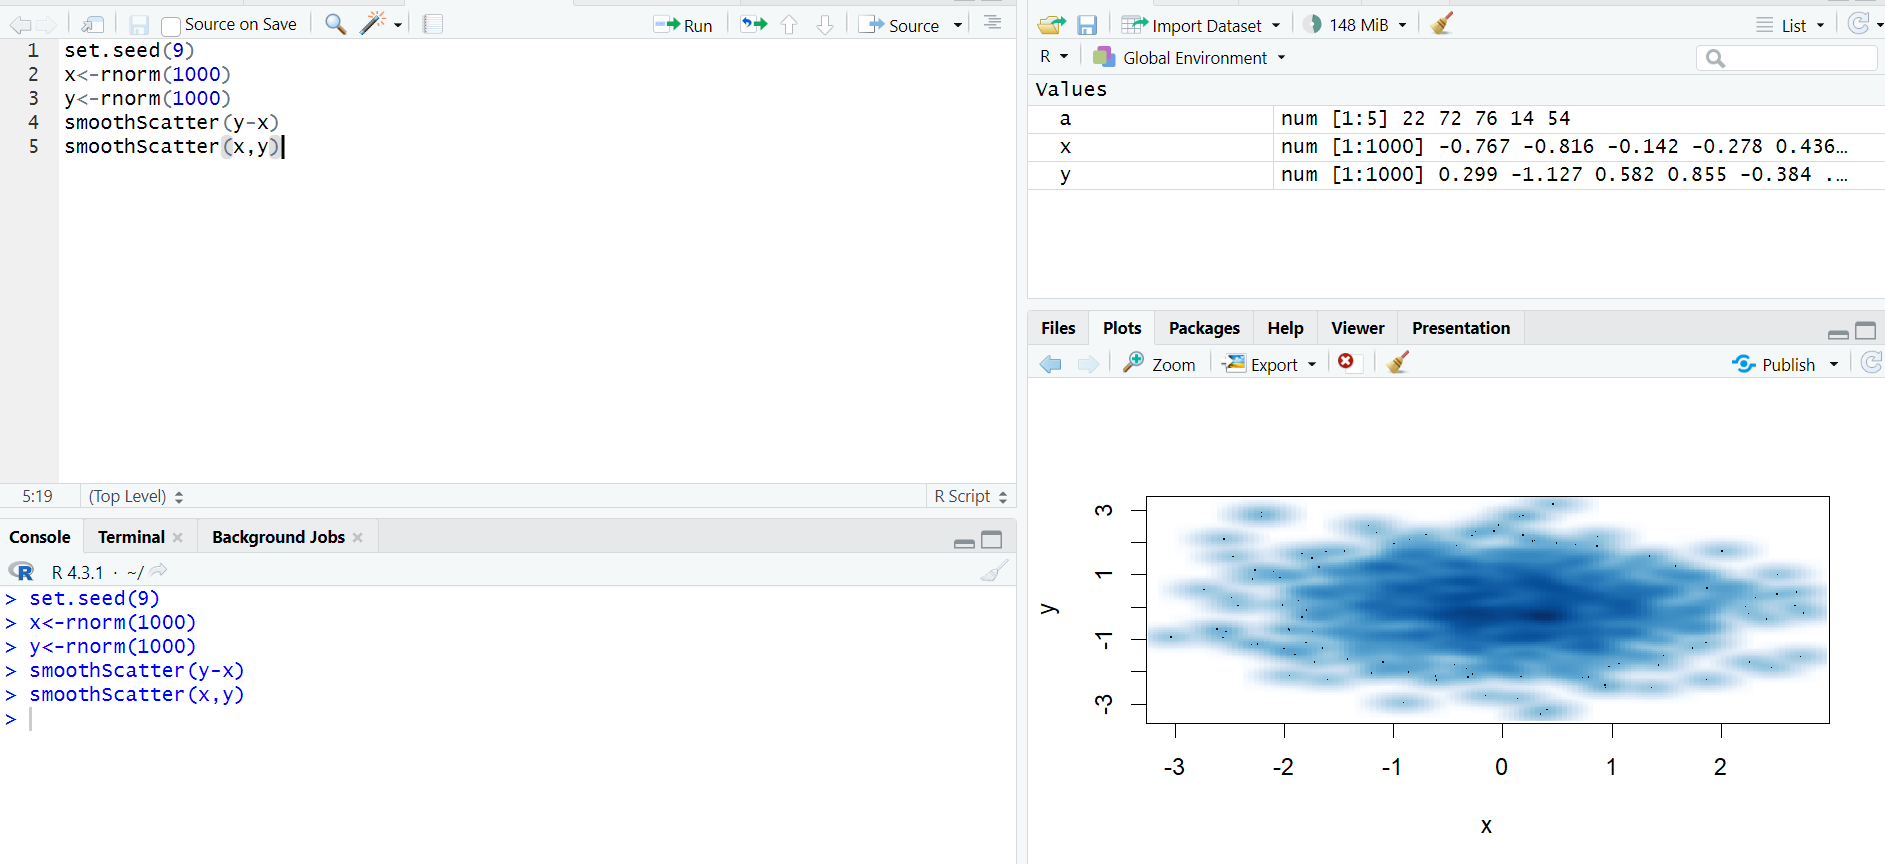 Source on Save
Run
Source
1 set.seed(9)
2 x<-rnorm(1000)
3 y<-rnorm(1000)
4 smoothScatter(y-x)
5 smoothScatter(x,y)
5:19 (Top Level) R Script
Console Terminal Background Jobs
R R 4.3.1 · ~/
> set.seed(9)
> x<-rnorm(1000)
> y<-rnorm(1000)
> smoothScatter(y-x)
> smoothScatter(x,y)
>
Import Dataset 148 MiB List
R Global Environment
Values
a num [1:5] 22 72 76 14 54
x num [1:1000] -0.767 -0.816 -0.142 -0.278 0.436…
y num [1:1000] 0.299 -1.127 0.582 0.855 -0.384 .…
Files Plots Packages Help Viewer Presentation
Zoom Export Publish
3
1
-1
-3
y
-3 -2 -1 0 1 2
x